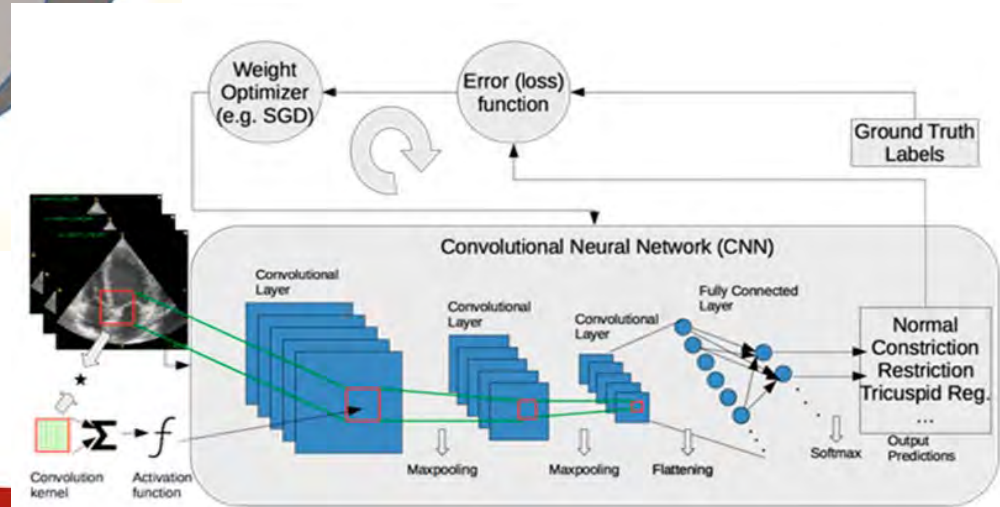 Weight
Optimizer
(e.g. SGD)
Error (loss)
function
Ground Truth
Labels
Convolutional Neural Network (CNN)
Convolutional
Layer
Convolutional
Layer
Convolutional
Layer
Fully Connected
Layer
Normal
Constriction
Restriction
Tricuspid Reg.
...
Σ
f
Convolution
kernel
Activation
function
Maxpooling
Maxpooling
Flattening
Softmax
Output
Predictions